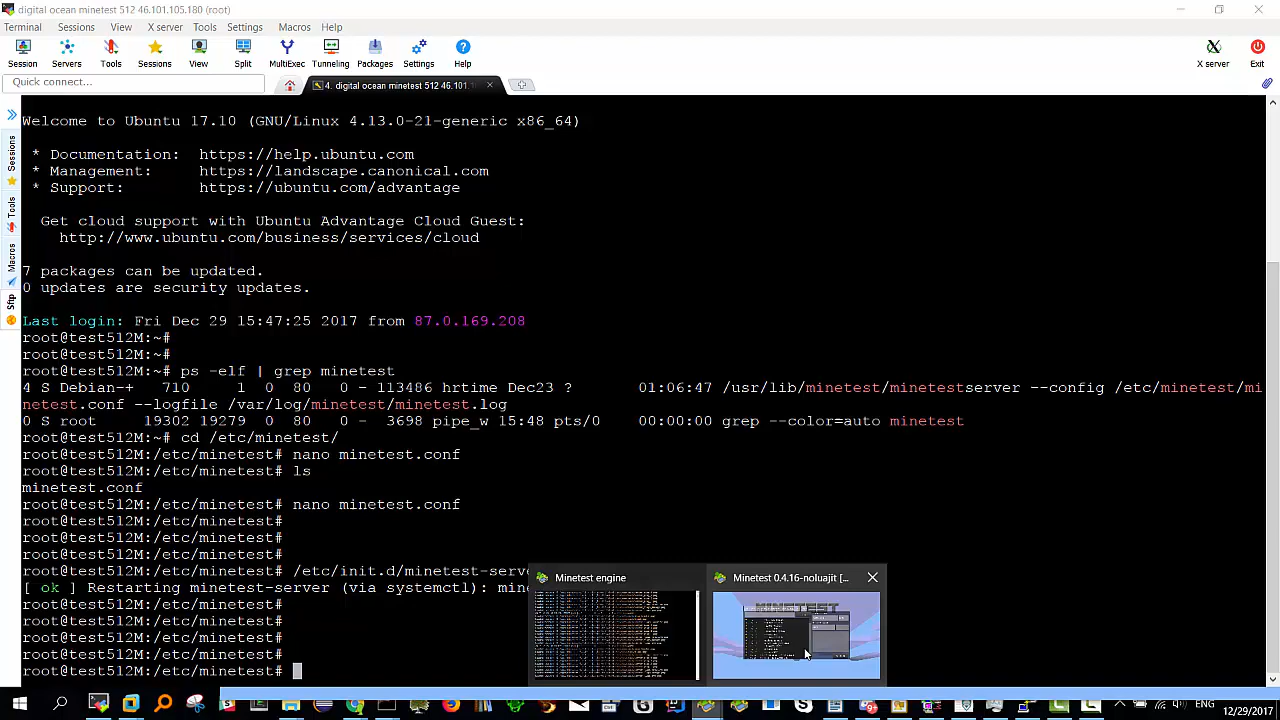 digital ocean minetest 512 46.101.105.180 (root)
Terminal Sessions View X server Tools Settings Macros Help
Session Servers Tools Sessions View Split MultiExec Tunneling Packages Settings Help X server Exit
Quick connect...
4. digital ocean minetest 512 46.101.
Sessions
Tools
Macros
Sftp
Welcome to Ubuntu 17.10 (GNU/Linux 4.13.0-21-generic x86_64)
* Documentation: https://help.ubuntu.com
* Management: https://landscape.canonical.com
* Support: https://ubuntu.com/advantage
Get cloud support with Ubuntu Advantage Cloud Guest:
http://www.ubuntu.com/business/services/cloud
7 packages can be updated.
0 updates are security updates.
Last login: Fri Dec 29 15:47:25 2017 from 87.0.169.208
root@test512M:~#
root@test512M:~#
root@test512M:~# ps -elf | grep minetest
4 S Debian-+ 710 1 0 80 0 - 113486 hrtime Dec23 ? 01:06:47 /usr/lib/minetest/minetestserver --config /etc/minetest/mi
netest.conf --logfile /var/log/minetest/minetest.log
0 S root 19302 19279 0 80 0 - 3698 pipe_w 15:48 pts/0 00:00:00 grep --color=auto minetest
root@test512M:~# cd /etc/minetest/
root@test512M:/etc/minetest# nano minetest.conf
root@test512M:/etc/minetest# ls
minetest.conf
root@test512M:/etc/minetest# nano minetest.conf
root@test512M:/etc/minetest#
root@test512M:/etc/minetest#
root@test512M:/etc/minetest#
root@test512M:/etc/minetest# /etc/init.d/minetest-serve
[ ok ] Restarting minetest-server (via systemctl): mine
root@test512M:/etc/minetest#
root@test512M:/etc/minetest#
root@test512M:/etc/minetest#
root@test512M:/etc/minetest#
root@test512M:/etc/minetest#
Minetest engine
Minetest 0.4.16-noluajit [...
ENG
12/29/2017